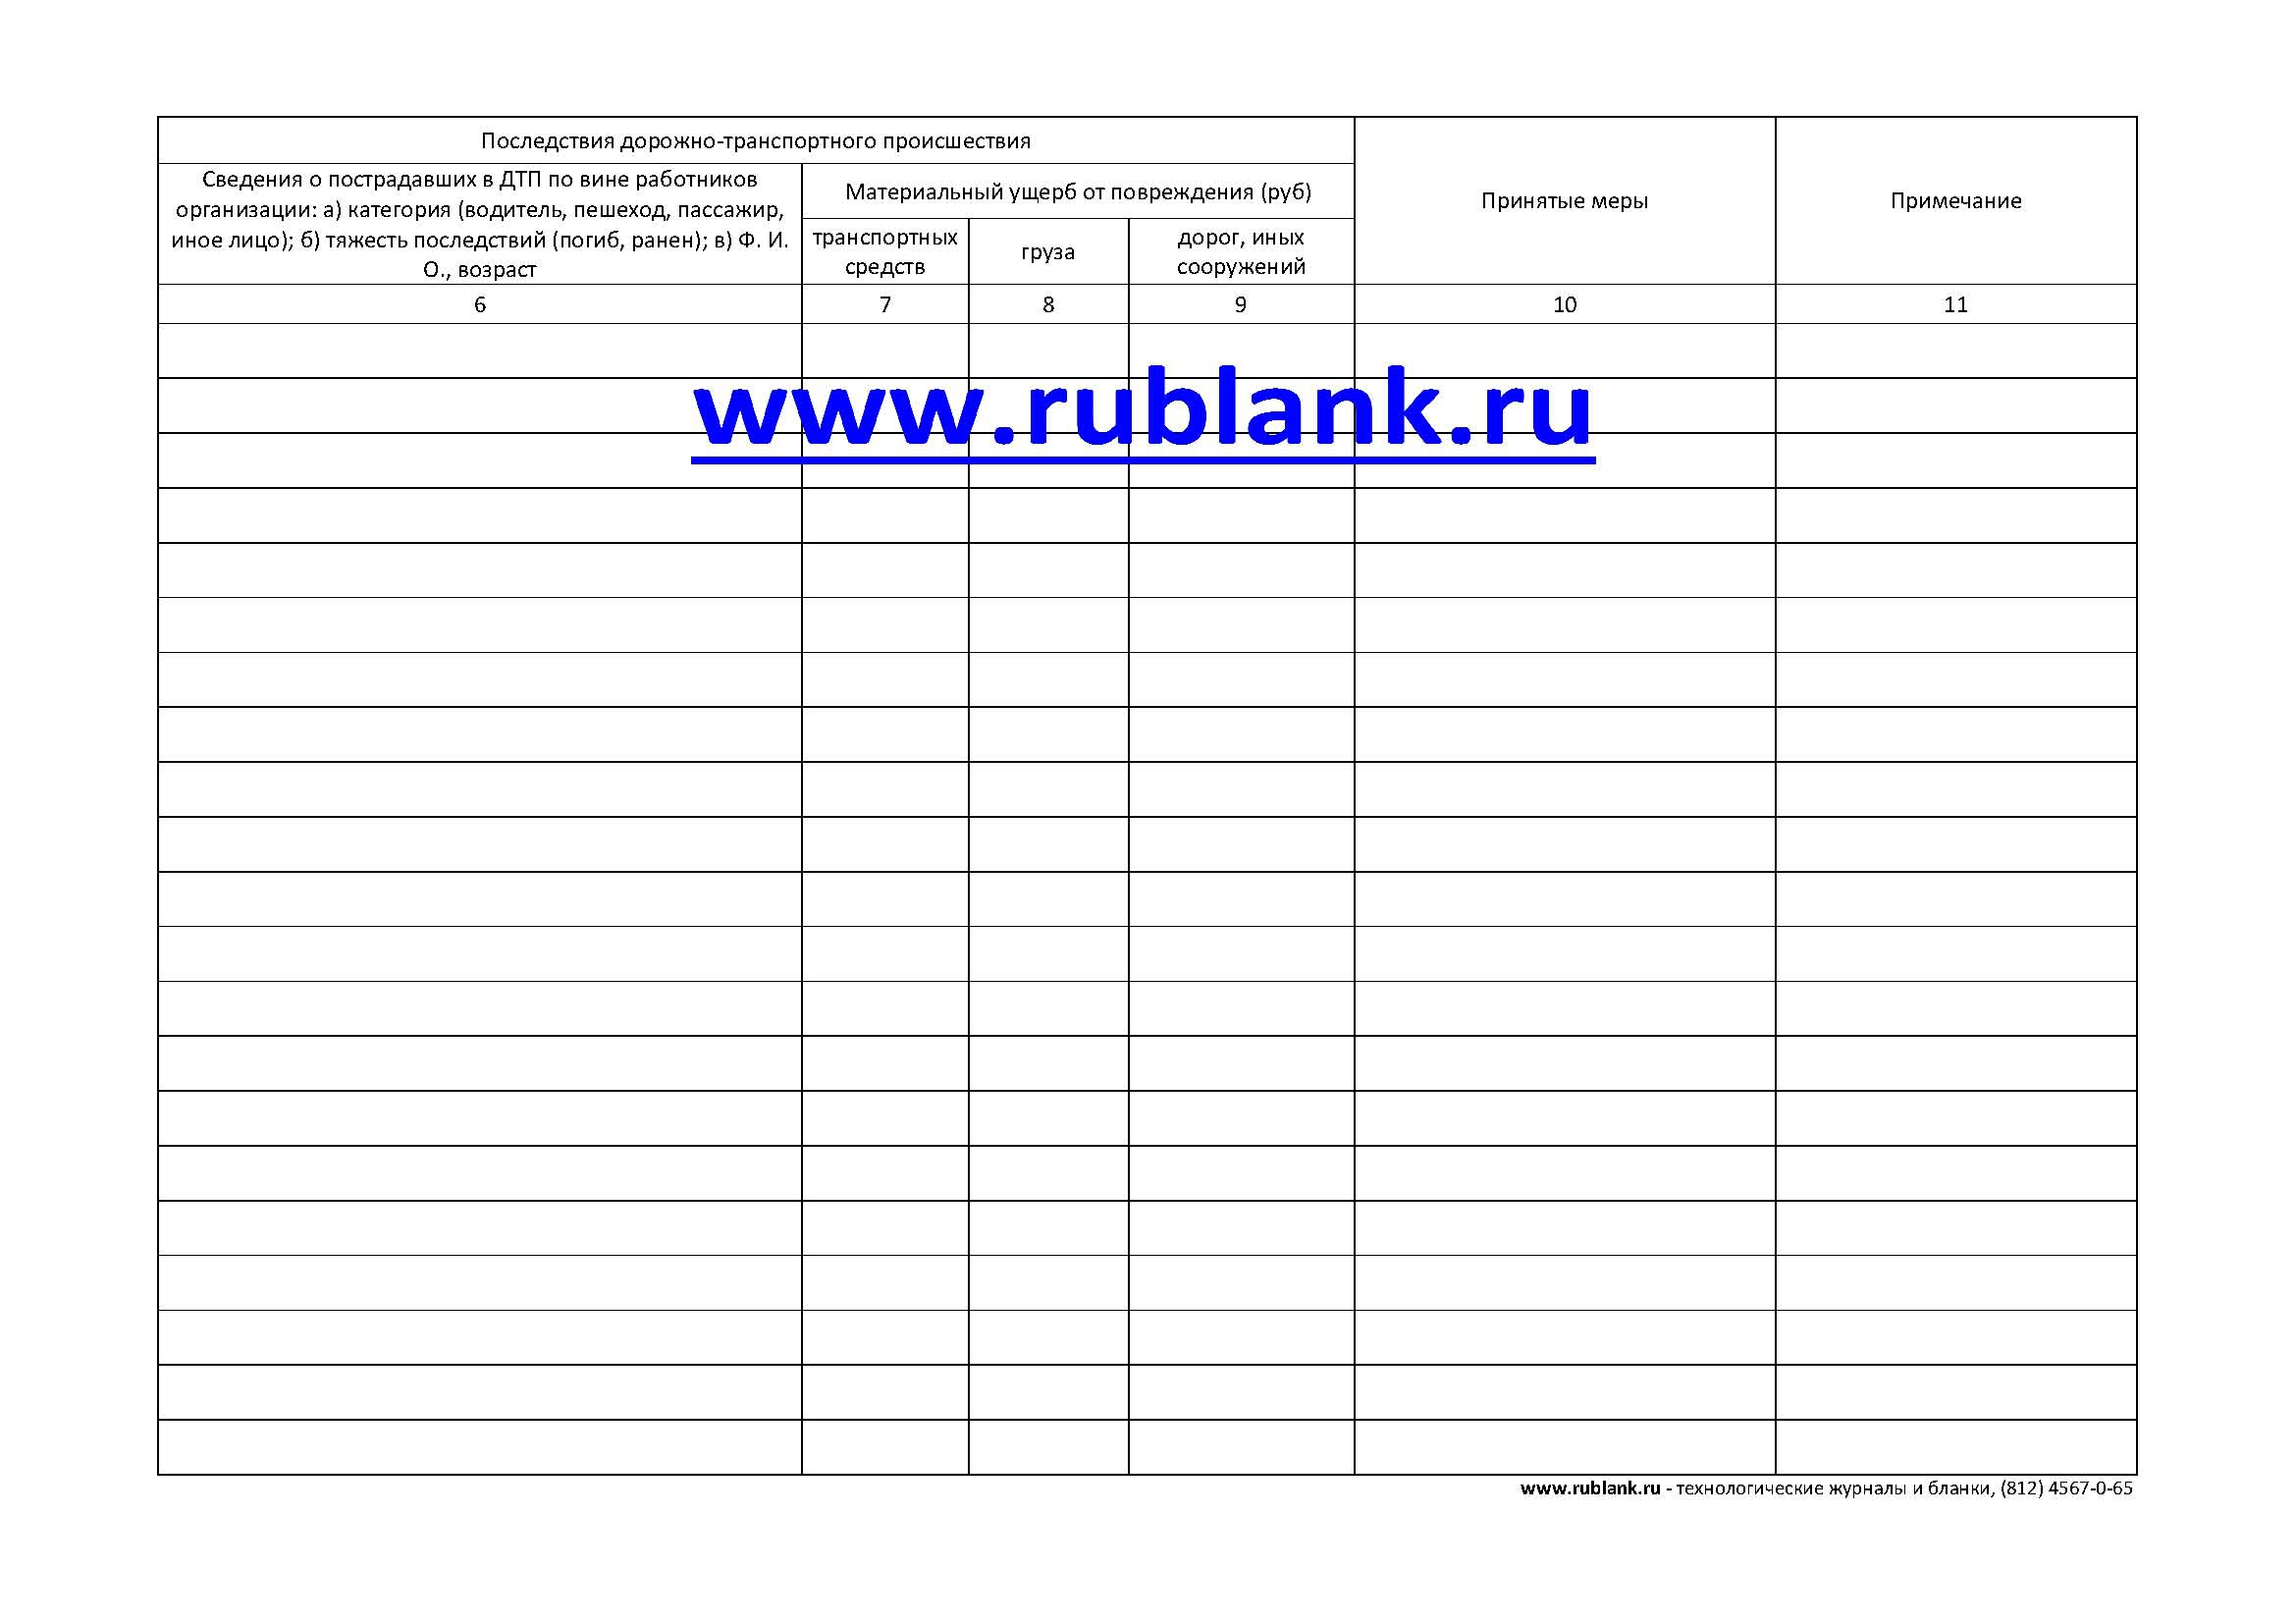 Последствия дорожно-транспортного происшествия
Сведения о пострадавших в ДТП по вине работников
организации: а) категория (водитель, пешеход, пассажир,
иное лицо); б) тяжесть последствий (погиб, ранен); в) Ф. И.
О., возраст
Материальный ущерб от повреждения (руб)
транспортных
средств
груза
дорог, иных
сооружений
Принятые меры
Примечание
6 7 8 9 10 11
www.rublank.ru
www.rublank.ru - технологические журналы и бланки, (812) 4567-0-65